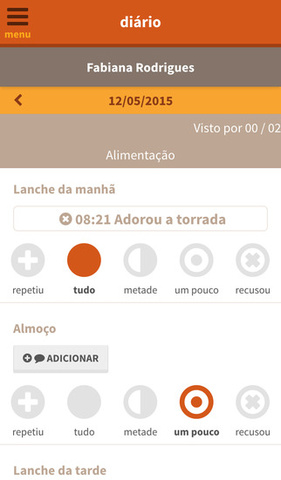 menu
diário
Fabiana Rodrigues
12/05/2015
Visto por 00 / 02
Alimentação
Lanche da manhã
08:21 Adorou a torrada
repetiu tudo metade um pouco recusou
Almoço
ADICIONAR
repetiu tudo metade um pouco recusou
Lanche da tarde